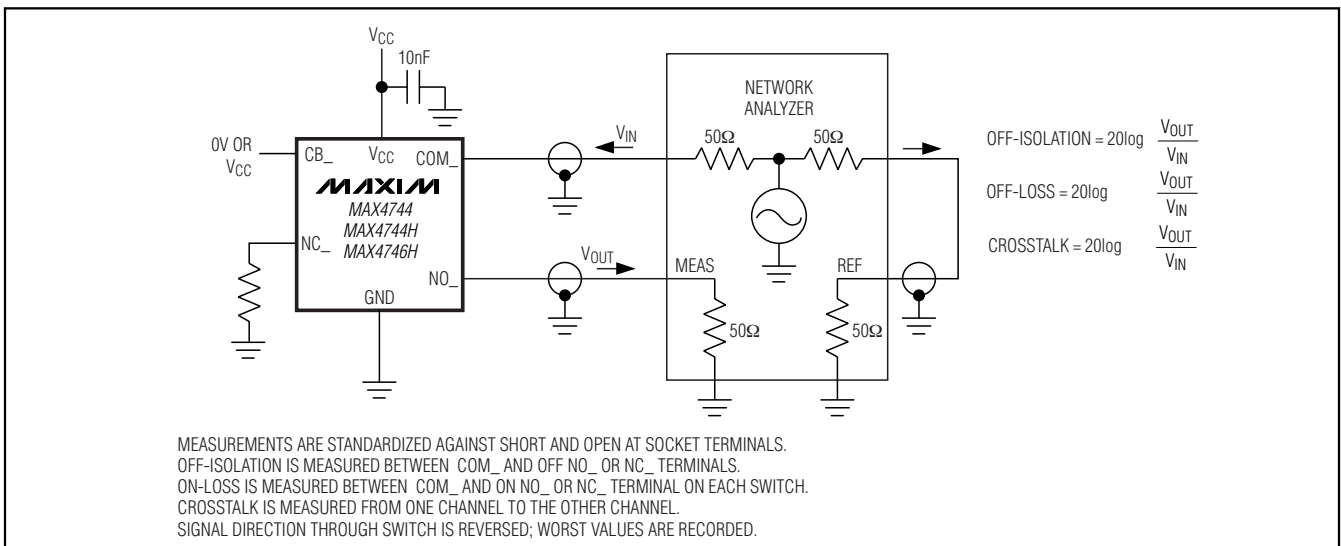 VCC
10nF
NETWORK
ANALYZER
0V OR
VCC
CB_
VCC
COM_
VIN
50Ω
50Ω
OFF-ISOLATION = 20log VOUT
VIN
MAXIM
MAX4744
MAX4744H
MAX4746H
OFF-LOSS = 20log VOUT
VIN
NC_
NO_
VOUT
MEAS
REF
CROSSTALK = 20log VOUT
VIN
GND
50Ω
50Ω
MEASUREMENTS ARE STANDARDIZED AGAINST SHORT AND OPEN AT SOCKET TERMINALS.
OFF-ISOLATION IS MEASURED BETWEEN COM_ AND OFF NO_ OR NC_ TERMINALS.
ON-LOSS IS MEASURED BETWEEN COM_ AND ON NO_ OR NC_ TERMINAL ON EACH SWITCH.
CROSSTALK IS MEASURED FROM ONE CHANNEL TO THE OTHER CHANNEL.
SIGNAL DIRECTION THROUGH SWITCH IS REVERSED; WORST VALUES ARE RECORDED.